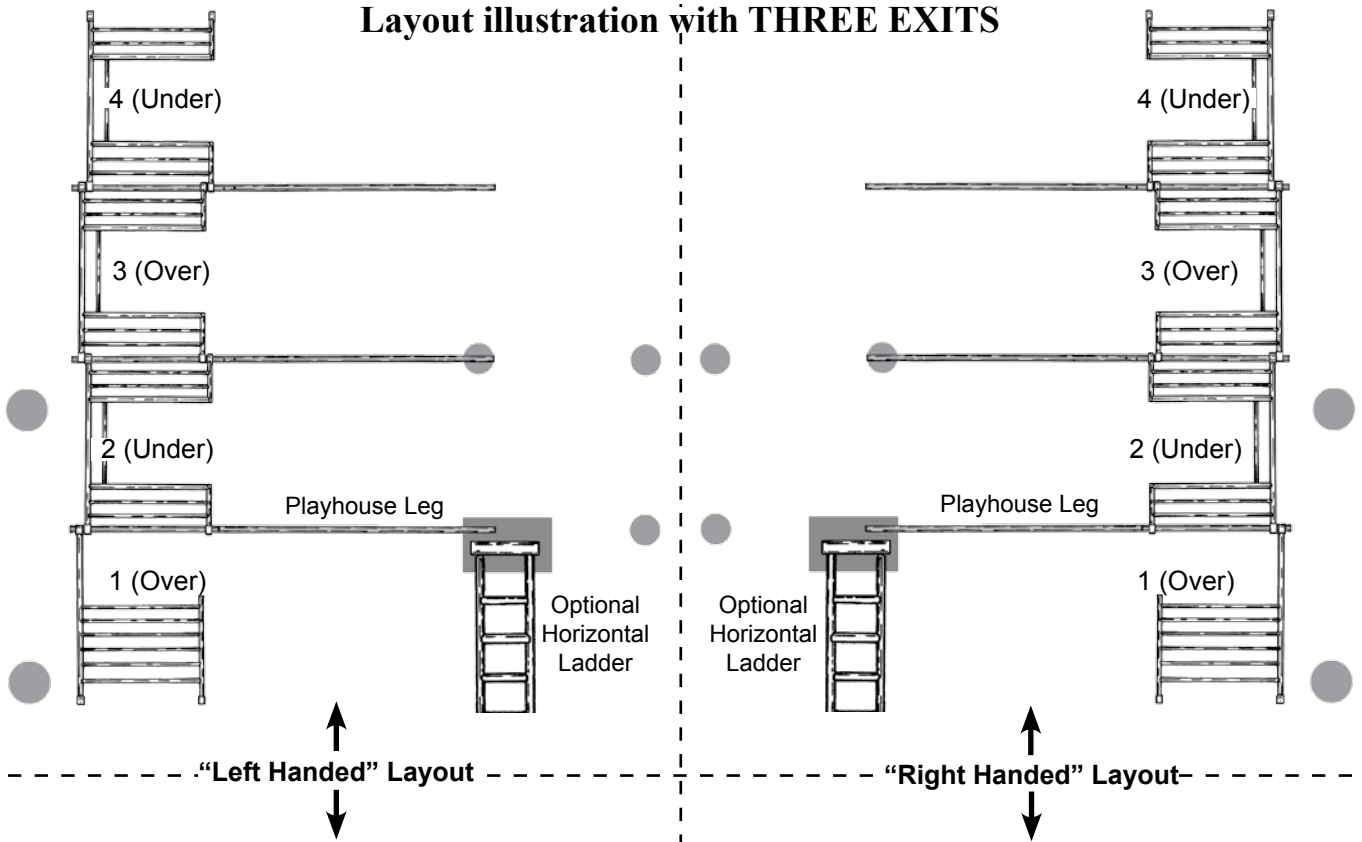 Layout illustration with THREE EXITS
4 (Under)
3 (Over)
2 (Under)
Playhouse Leg
1 (Over)
Optional
Horizontal
Ladder
"Left Handed" Layout
4 (Under)
3 (Over)
2 (Under)
Playhouse Leg
1 (Over)
Optional
Horizontal
Ladder
"Right Handed" Layout